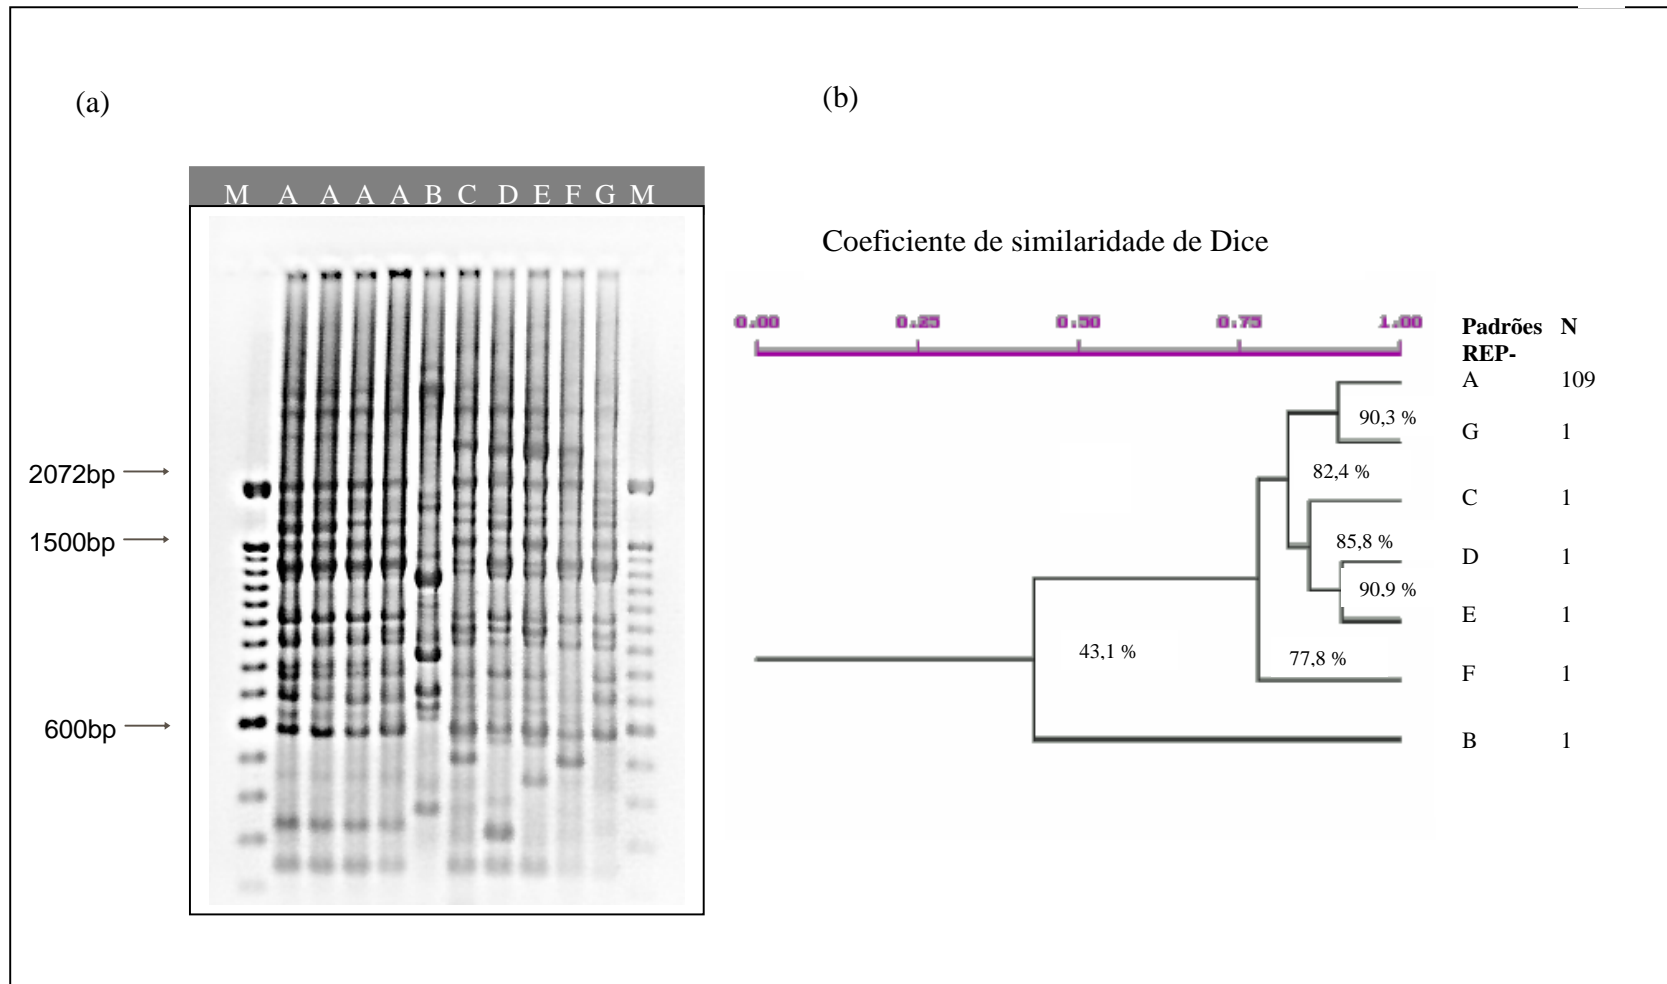 (a)
(b)
M A A A A B C D E F G M
2072bp
1500bp
600bp
Coeficiente de similaridade de Dice
0.00 0.25 0.50 0.75 1.00
Padrões N
REP-
A 109
90,3 %
G 1
82,4 %
C 1
85,8 %
D 1
90,9 %
E 1
43,1 %
77,8 %
F 1
B 1